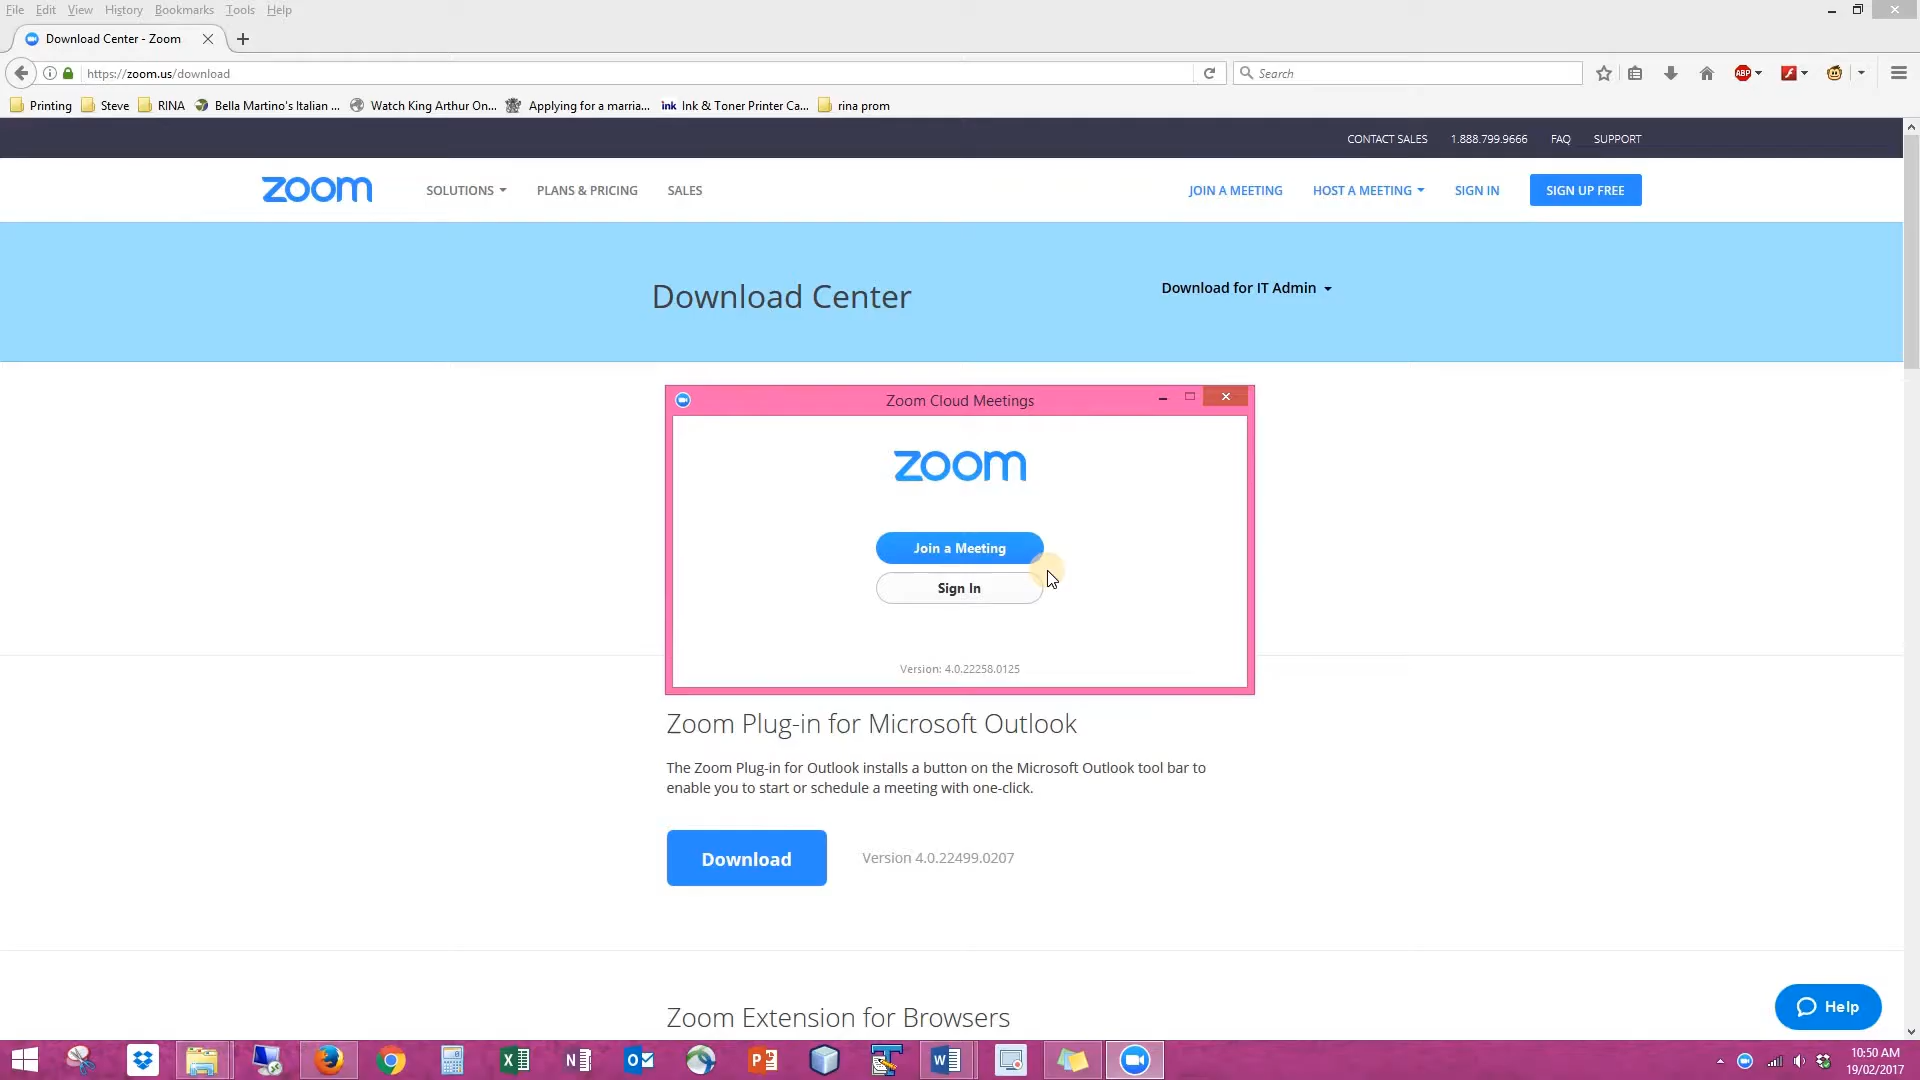 File Edit View History Bookmarks Tools Help
Download Center - Zoom
https://zoom.us/download
Search
ABP
Printing Steve RINA Bella Martino's Italian ... Watch King Arthur On... Applying for a marria... ink Ink & Toner Printer Ca... rina prom
CONTACT SALES 1.888.799.9666 FAQ SUPPORT
zoom SOLUTIONS PLANS & PRICING SALES JOIN A MEETING HOST A MEETING SIGN IN SIGN UP FREE
Download Center
Download for IT Admin
Zoom Cloud Meetings
zoom
Join a Meeting
Sign In
Version: 4.0.22258.0125
Zoom Plug-in for Microsoft Outlook
The Zoom Plug-in for Outlook installs a button on the Microsoft Outlook tool bar to
enable you to start or schedule a meeting with one-click.
Download Version 4.0.22499.0207
Zoom Extension for Browsers
Help
10:50 AM
19/02/2017